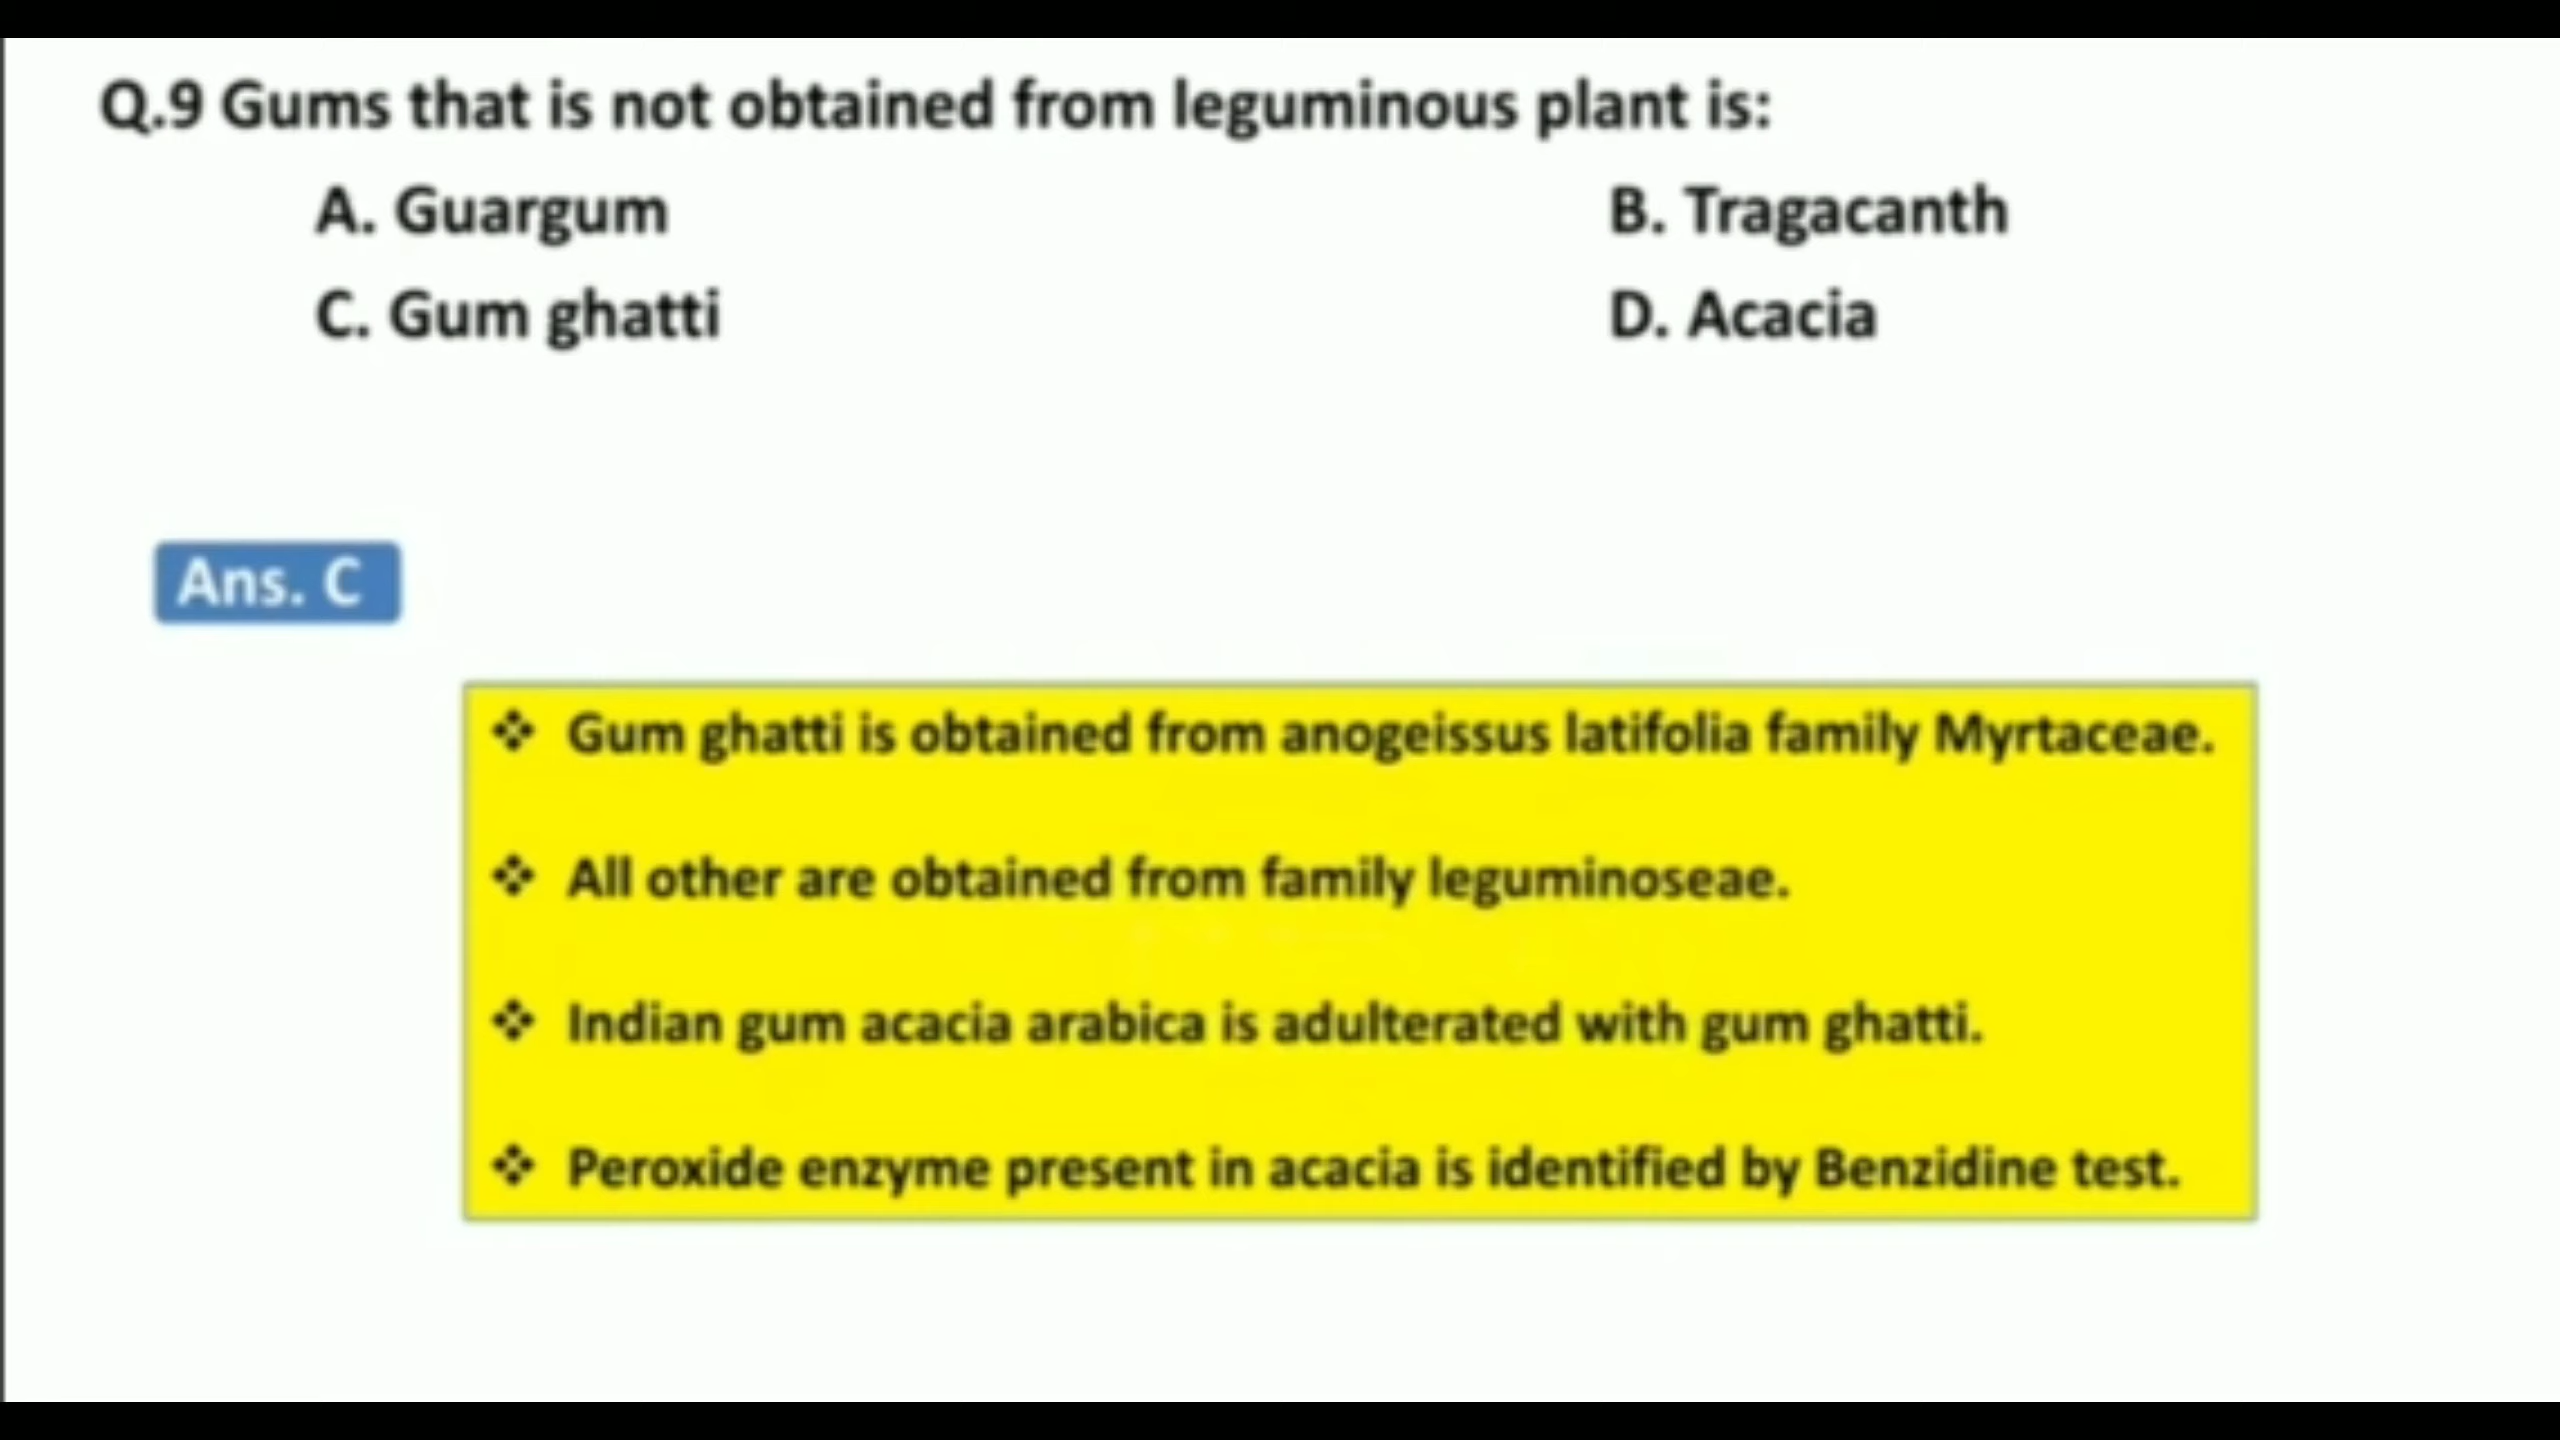 Q.9 Gums that is not obtained from leguminous plant is:
A. Guargum
B. Tragacanth
C. Gum ghatti
D. Acacia
Ans. C
❖ Gum ghatti is obtained from anogeissus latifolia family Myrtaceae.
❖ All other are obtained from family leguminoseae.
❖ Indian gum acacia arabica is adulterated with gum ghatti.
❖ Peroxide enzyme present in acacia is identified by Benzidine test.